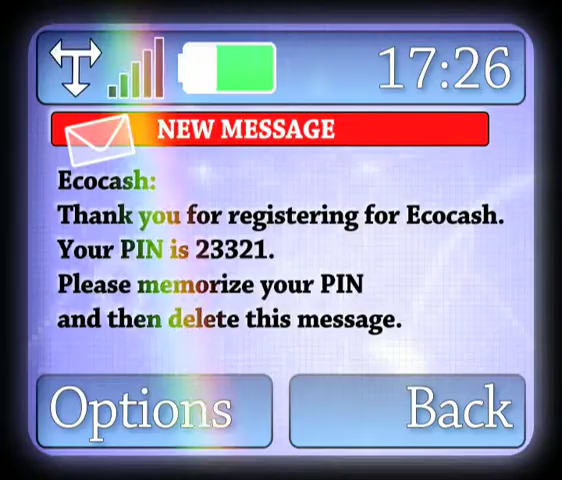 17:26
NEW MESSAGE
Ecocash:
Thank you for registering for Ecocash.
Your PIN is 23321.
Please memorize your PIN
and then delete this message.
Options
Back